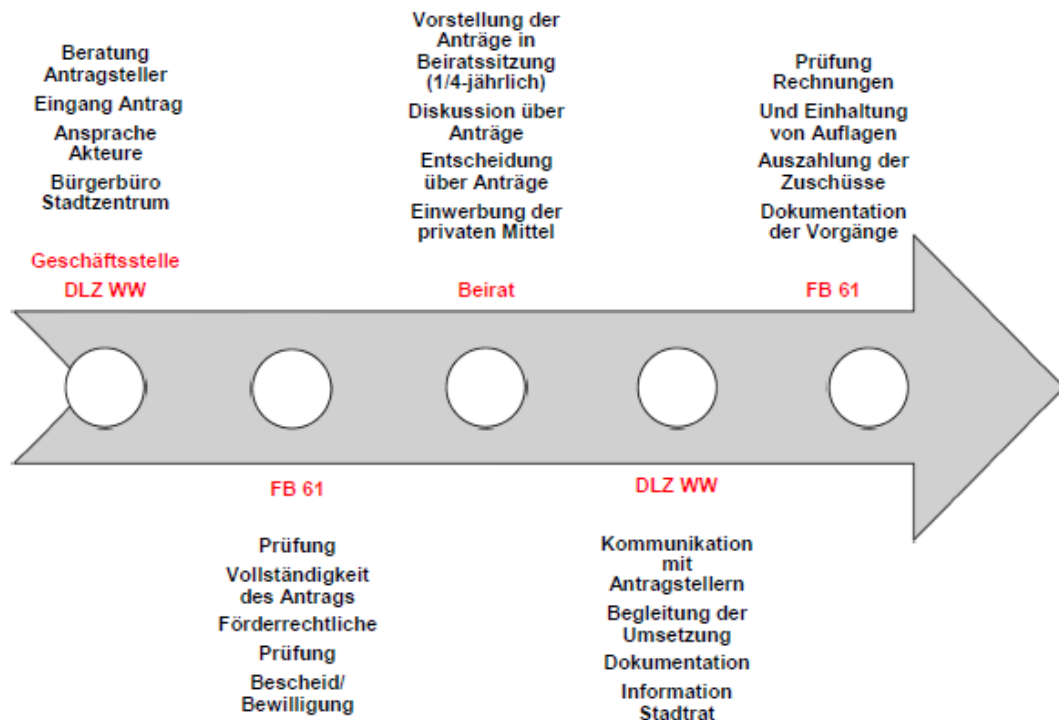 Beratung
Antragsteller
Eingang Antrag
Ansprache
Akteure
Bürgerbüro
Stadtzentrum
Geschäftsstelle
DLZ WW
FB 61
Prüfung
Vollständigkeit
des Antrags
Förderrechtliche
Prüfung
Bescheid/
Bewilligung
Vorstellung der
Anträge in
Beiratssitzung
(1/4-jährlich)
Diskussion über
Anträge
Entscheidung
über Anträge
Einwerbung der
privaten Mittel
Beirat
DLZ WW
Kommunikation
mit
Antragstellern
Begleitung der
Umsetzung
Dokumentation
Information
Stadtrat
Prüfung
Rechnungen
Und Einhaltung
von Auflagen
Auszahlung der
Zuschüsse
Dokumentation
der Vorgänge
FB 61